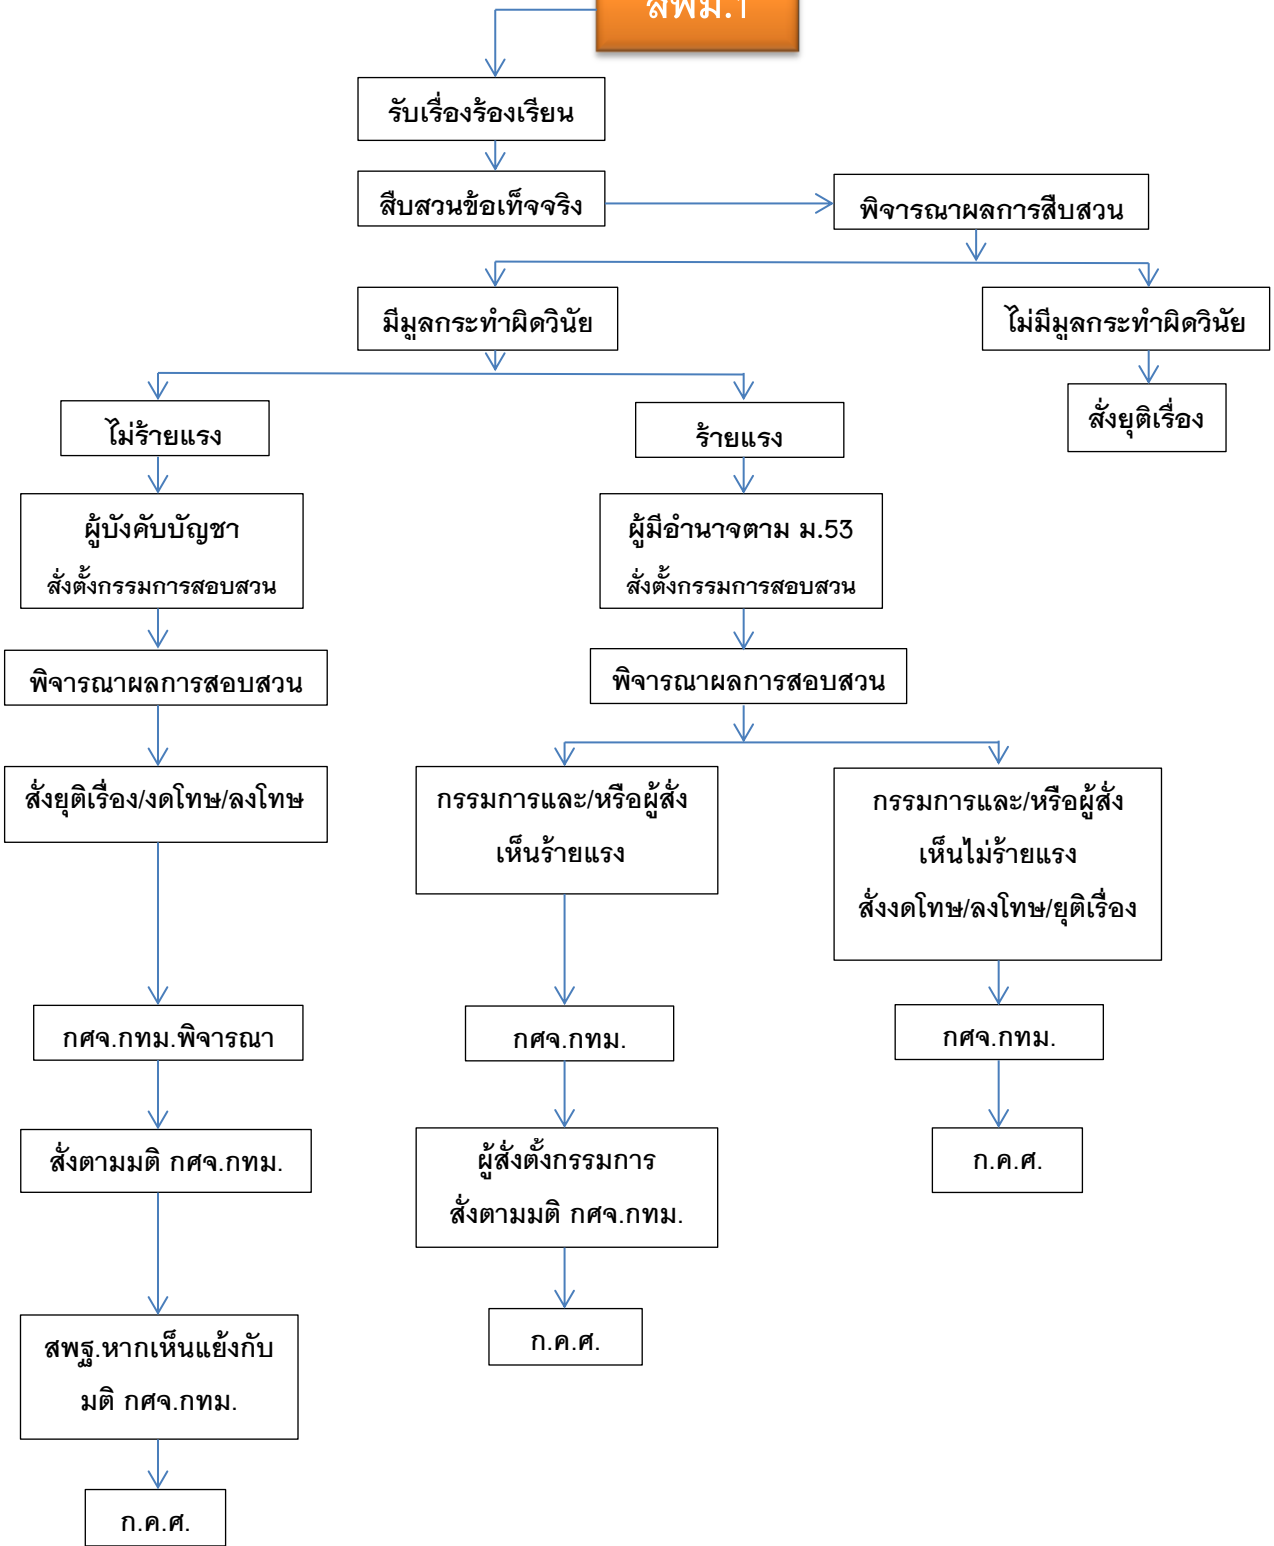 สพม.1
รับเรื่องร้องเรียน
สืบสวนข้อเท็จจริง
พิจารณาผลการสืบสวน
มีมูลกระทำผิดวินัย
ไม่มีมูลกระทำผิดวินัย
สั่งยุติเรื่อง
ไม่ร้ายแรง
ร้ายแรง
ผู้บังคับบัญชา
สั่งตั้งกรรมการสอบสวน
ผู้มีอำนาจตาม ม.53
สั่งตั้งกรรมการสอบสวน
พิจารณาผลการสอบสวน
พิจารณาผลการสอบสวน
สั่งยุติเรื่อง/งดโทษ/ลงโทษ
กรรมการและ/หรือผู้สั่ง
เห็นร้ายแรง
กรรมการและ/หรือผู้สั่ง
เห็นไม่ร้ายแรง
สั่งงดโทษ/ลงโทษ/ยุติเรื่อง
กศจ.กทม.พิจารณา
กศจ.กทม.
กศจ.กทม.
สั่งตามมติ กศจ.กทม.
ผู้สั่งตั้งกรรมการ
สั่งตามมติ กศจ.กทม.
ก.ค.ศ.
สพฐ.หากเห็นแย้งกับ
มติ กศจ.กทม.
ก.ค.ศ.
ก.ค.ศ.